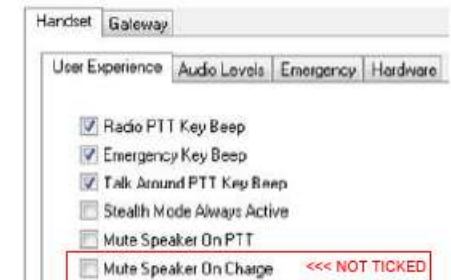 Handset Gateway
User Experience Audio Levels Emergency Hardware
Radio PTT Key Beep
Emergency Key Beep
Talk Around PTT Key Beep
Stealth Mode Always Active
Mute Speaker On PTT
Mute Speaker On Charge <<< NOT TICKED